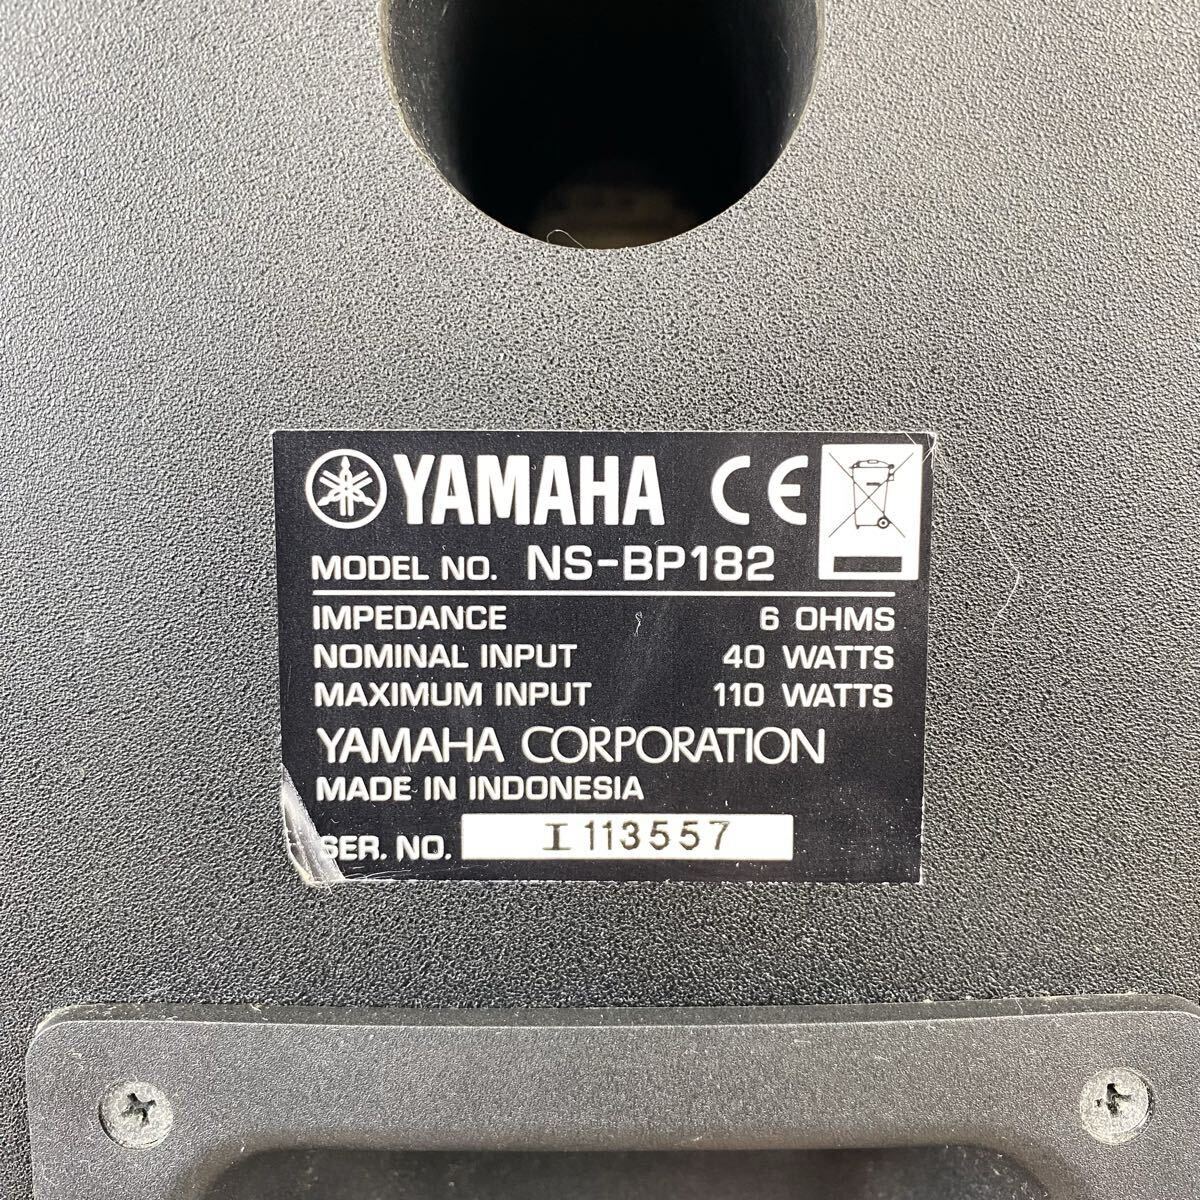 YAMAHA CE
MODEL NO. NS-BP182
IMPEDANCE 6 OHMS
NOMINAL INPUT 40 WATTS
MAXIMUM INPUT 110 WATTS
YAMAHA CORPORATION
MADE IN INDONESIA
SER. NO. I113557